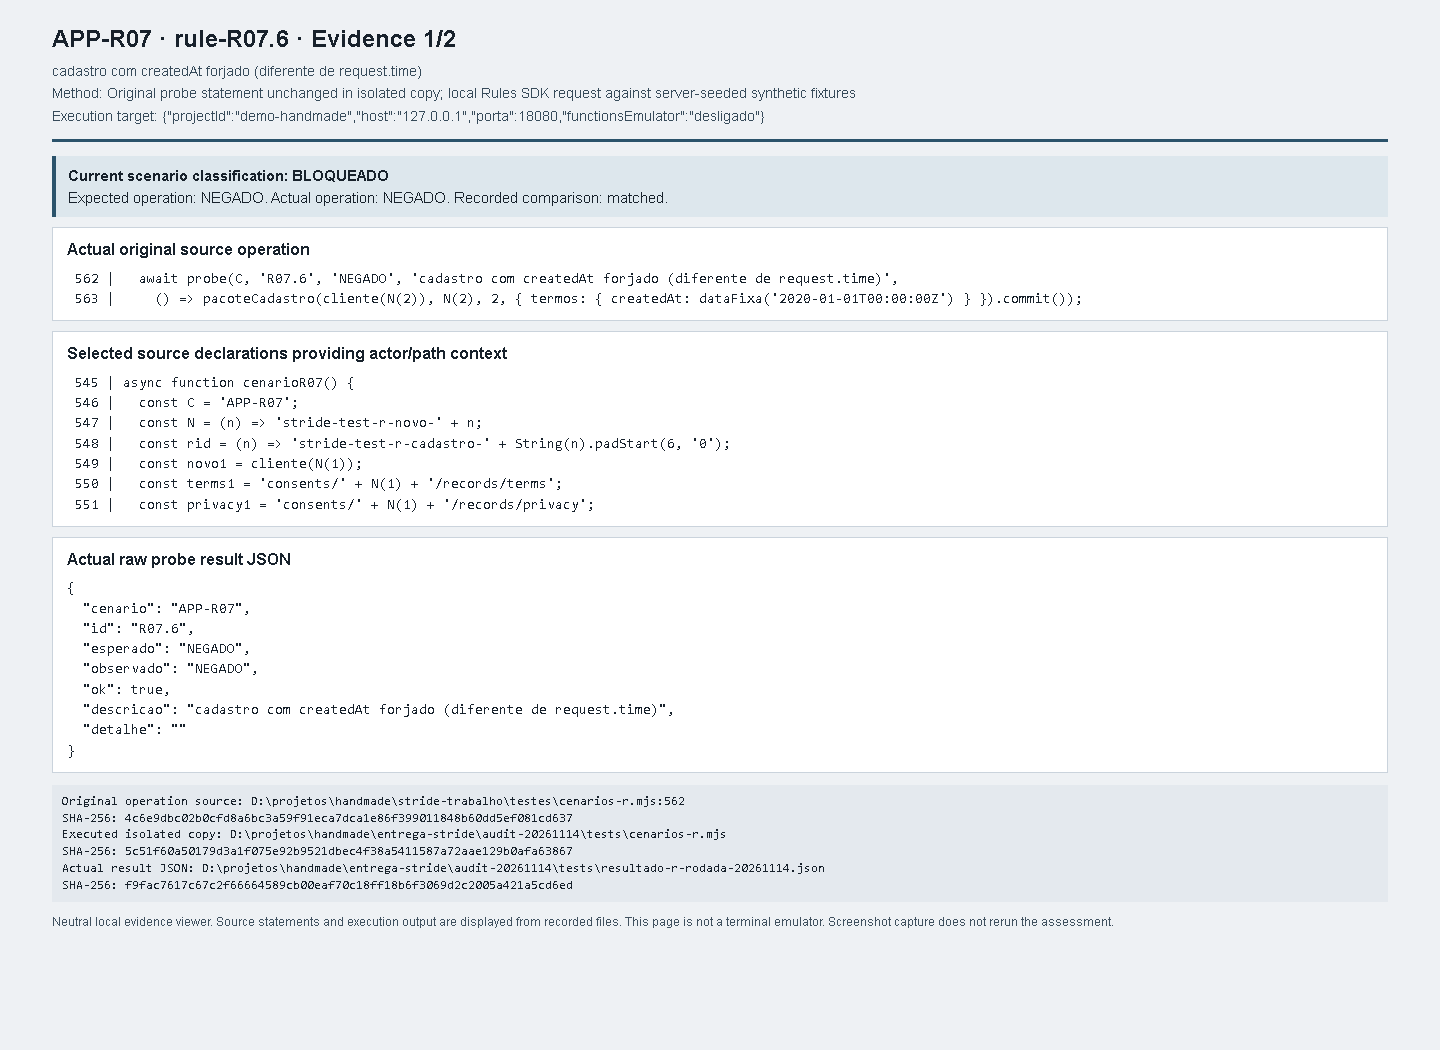 APP-R07 · rule-R07.6 · Evidence 1/2
cadastro com createdAt forjado (diferente de request.time)
Method: Original probe statement unchanged in isolated copy; local Rules SDK request against server-seeded synthetic fixtures
Execution target: {"projectId":"demo-handmade","host":"127.0.0.1","porta":18080,"functionsEmulator":"desligado"}
Current scenario classification: BLOQUEADO
Expected operation: NEGADO. Actual operation: NEGADO. Recorded comparison: matched.
Actual original source operation
562 |   await probe(C, 'R07.6', 'NEGADO', 'cadastro com createdAt forjado (diferente de request.time)',
563 |     () => pacoteCadastro(cliente(N(2)), N(2), 2, { termos: { createdAt: dataFixa('2020-01-01T00:00:00Z') } }).commit());
Selected source declarations providing actor/path context
545 | async function cenarioR07() {
546 |   const C = 'APP-R07';
547 |   const N = (n) => 'stride-test-r-novo-' + n;
548 |   const rid = (n) => 'stride-test-r-cadastro-' + String(n).padStart(6, '0');
549 |   const novo1 = cliente(N(1));
550 |   const terms1 = 'consents/' + N(1) + '/records/terms';
551 |   const privacy1 = 'consents/' + N(1) + '/records/privacy';
Actual raw probe result JSON
{
  "cenario": "APP-R07",
  "id": "R07.6",
  "esperado": "NEGADO",
  "observado": "NEGADO",
  "ok": true,
  "descricao": "cadastro com createdAt forjado (diferente de request.time)",
  "detalhe": ""
}
Original operation source: D:\projetos\handmade\stride-trabalho\testes\cenarios-r.mjs:562
SHA-256: 4c6e9dbc02b0cfd8a6bc3a59f91eca7dca1e86f399011848b60dd5ef081cd637
Executed isolated copy: D:\projetos\handmade\entrega-stride\audit-20261114\tests\cenarios-r.mjs
SHA-256: 5c51f60a50179d3a1f075e92b9521dbec4f38a5411587a72aae129b0afa63867
Actual result JSON: D:\projetos\handmade\entrega-stride\audit-20261114\tests\resultado-r-rodada-20261114.json
SHA-256: f9fac7617c67c2f66664589cb00eaf70c18ff18b6f3069d2c2005a421a5cd6ed
Neutral local evidence viewer. Source statements and execution output are displayed from recorded files. This page is not a terminal emulator. Screenshot capture does not rerun the assessment.